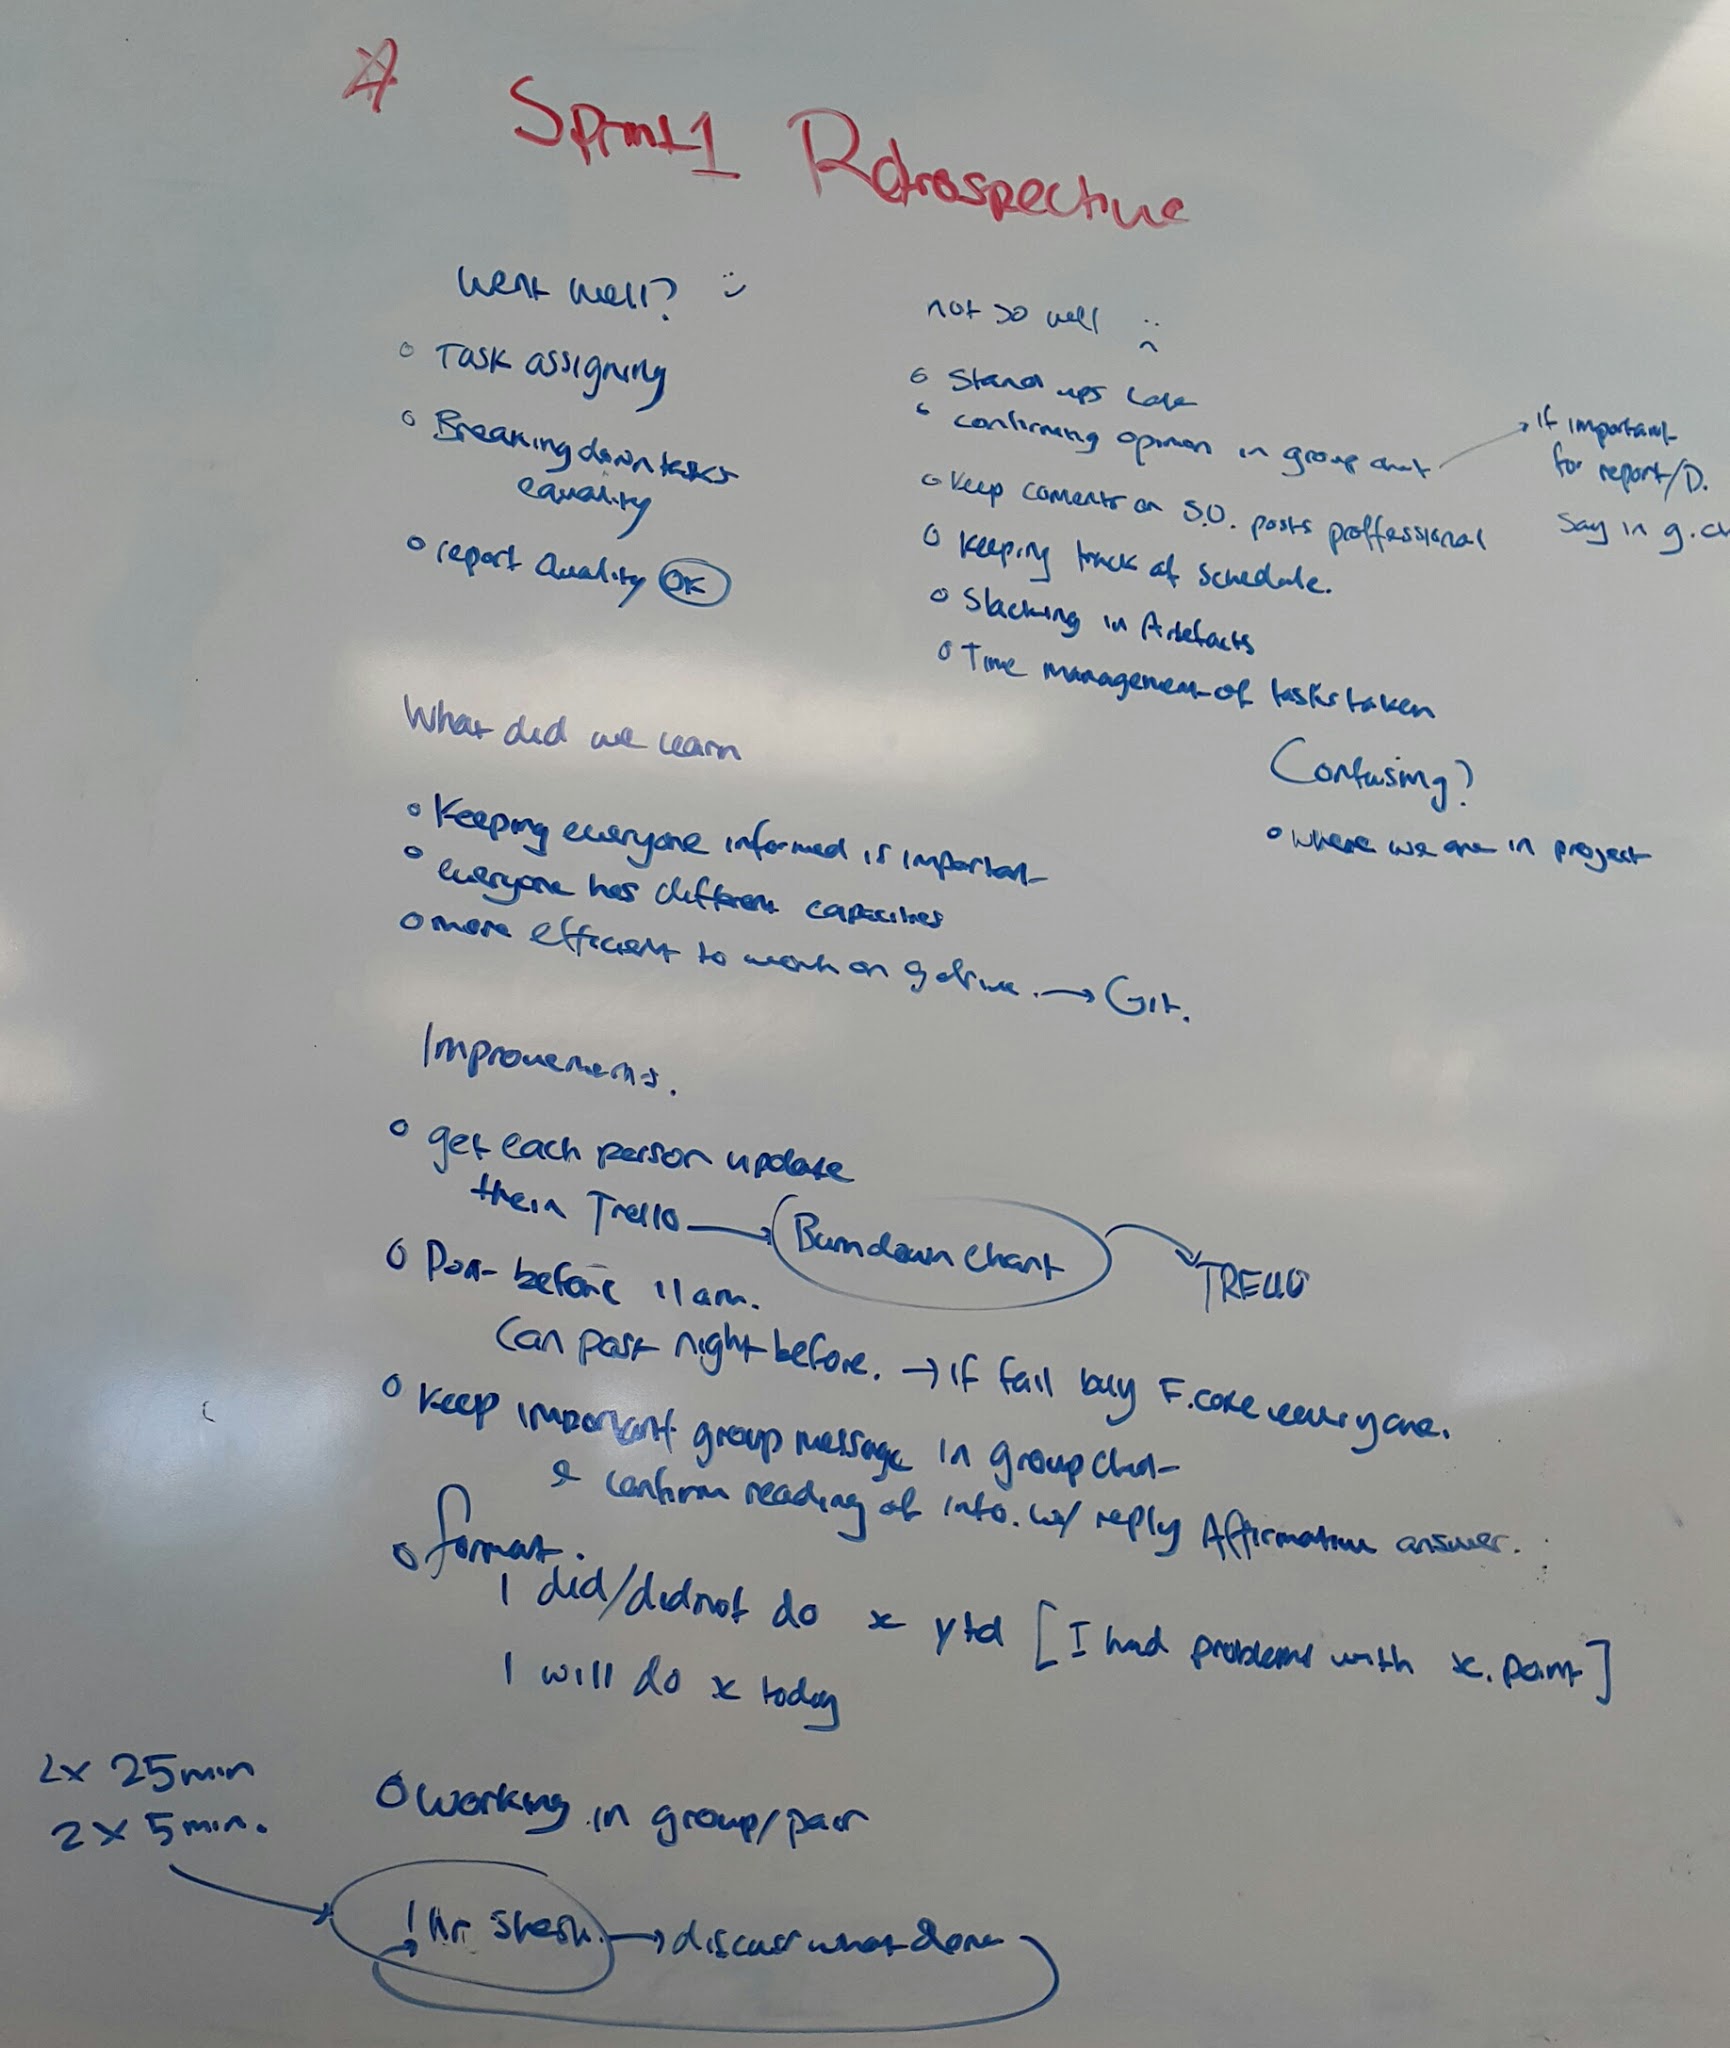 Sprint 1 Retrospective
Went well? :)
Task assigning
Breaking down tasks
equality
report Quality OK
not so well :(
Stand ups late
confirming opinion in group chat → If important
for report/D.
Say in g.ch
Keep coments on S.O. posts proffessional
Keeping track of schedule.
Slacking in Artefacts
Time management of tasks taken
What did we learn
Confusing?
where we are in project
Keeping everyone informed is important
everyone has different capacities
more efficient to work on gdrive. → Git.
Improvements.
get each person update
their Trello → Burndown Chart → TRELLO
Post before 11am.
Can post night before. → if fail buy F.coke everyone.
Keep important group message in group chat
& confirm reading of info. w/ reply Affirmative answer.
format.
I did/did not do x ytd [I had problems with x. point]
I will do x today
2x 25min
2 x 5min.
Working in group/pair
1 hr sesh. → discuss what done